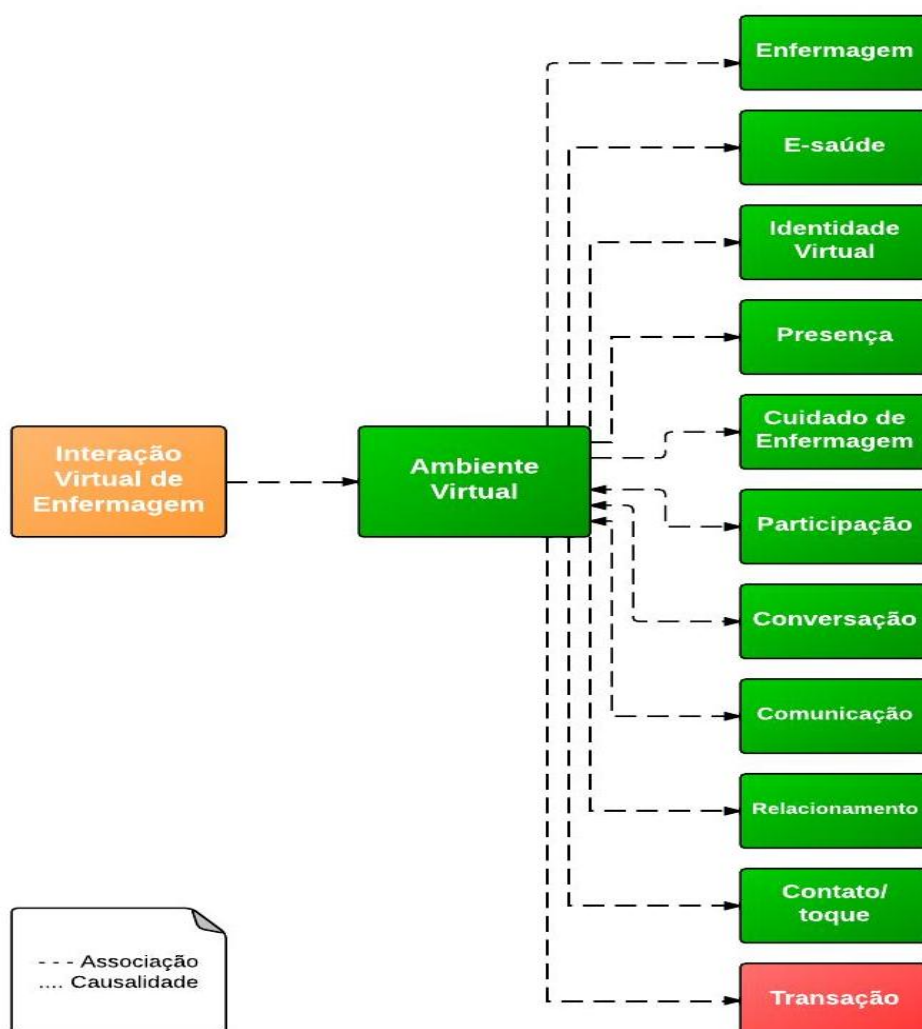 Enfermagem
E-saúde
Identidade
Virtual
Presença
Cuidado de
Enfermagem
Interação
Virtual de
Enfermagem
Ambiente
Virtual
Participação
Conversação
Comunicação
Relacionamento
Contato/
toque
Transação
- - - Associação
.... Causalidade